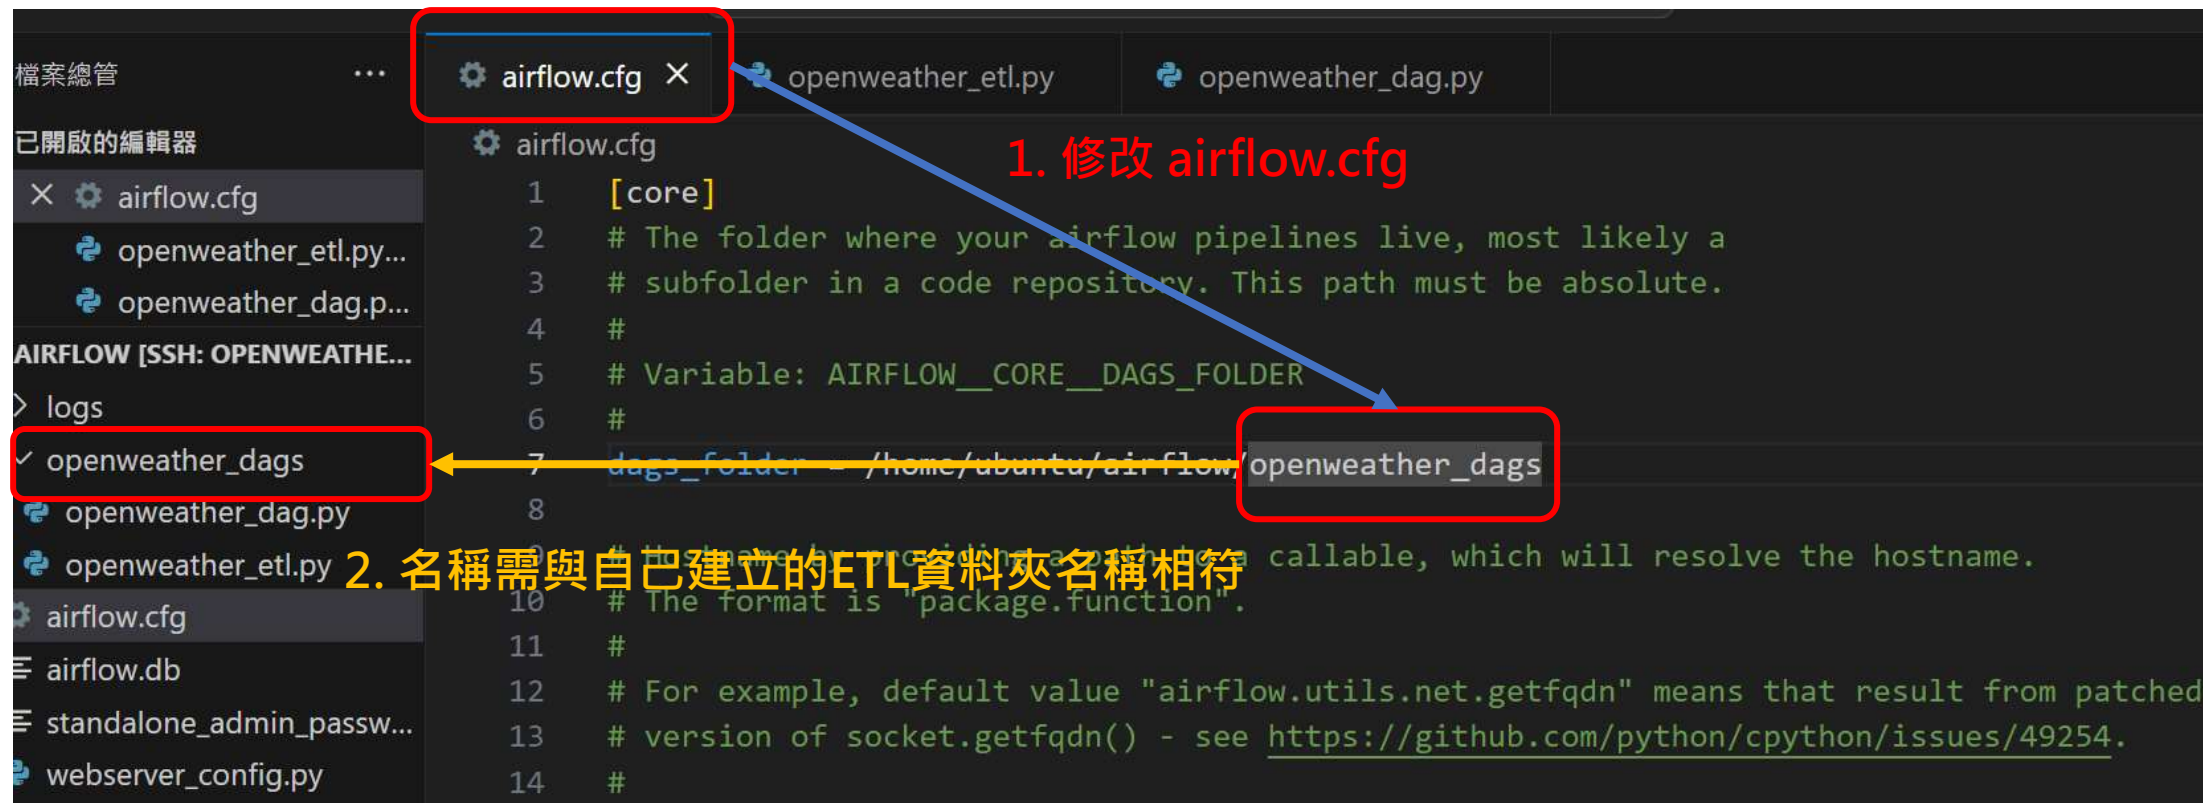 檔案總管 ···
已開啟的編輯器
airflow.cfg
openweather_etl.py...
openweather_dag.p...
AIRFLOW [SSH: OPENWEATHE...
logs
openweather_dags
openweather_dag.py
openweather_etl.py
airflow.cfg
airflow.db
standalone_admin_passw...
webserver_config.py
airflow.cfg openweather_etl.py openweather_dag.py
airflow.cfg
1. 修改 airflow.cfg
1 [core]
2 # The folder where your airflow pipelines live, most likely a
3 # subfolder in a code repository. This path must be absolute.
4 #
5 # Variable: AIRFLOW__CORE__DAGS_FOLDER
6 #
7 dags_folder = /home/ubuntu/airflow/openweather_dags
8
2. 名稱需與自己建立的ETL資料夾名稱相符
9 # Hostname by providing a path to a callable, which will resolve the hostname.
10 # The format is "package.function".
11 #
12 # For example, default value "airflow.utils.net.getfqdn" means that result from patched
13 # version of socket.getfqdn() - see https://github.com/python/cpython/issues/49254.
14 #